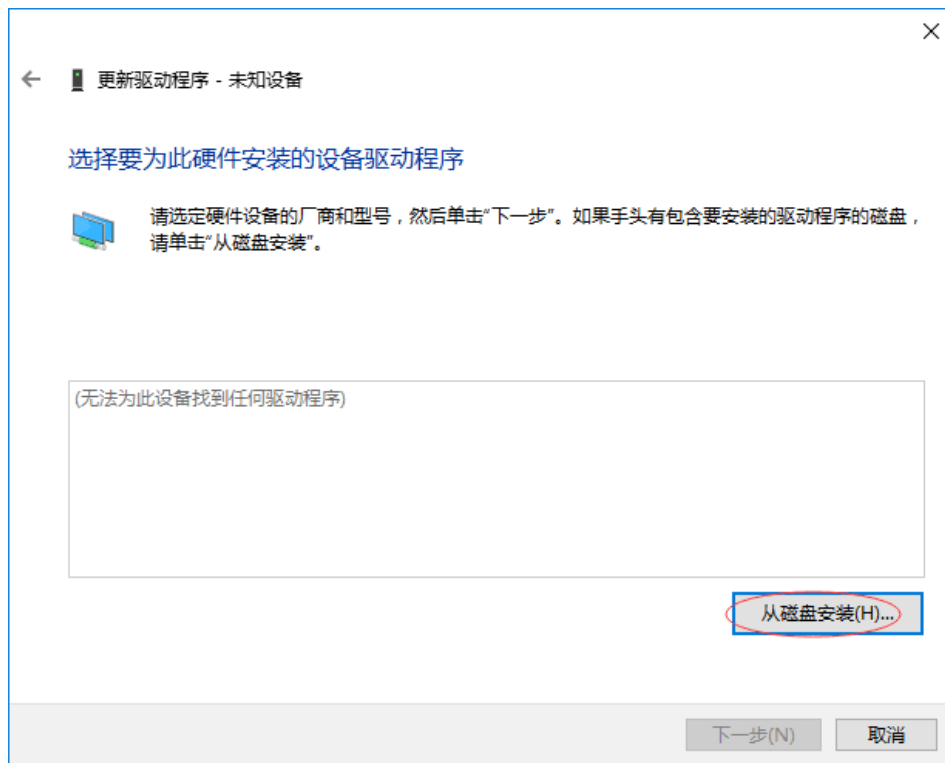 更新驱动程序 - 未知设备
选择要为此硬件安装的设备驱动程序
请选定硬件设备的厂商和型号，然后单击“下一步”。如果手头有包含要安装的驱动程序的磁盘，
请单击“从磁盘安装”。
(无法为此设备找到任何驱动程序)
从磁盘安装(H)...
下一步(N)
取消